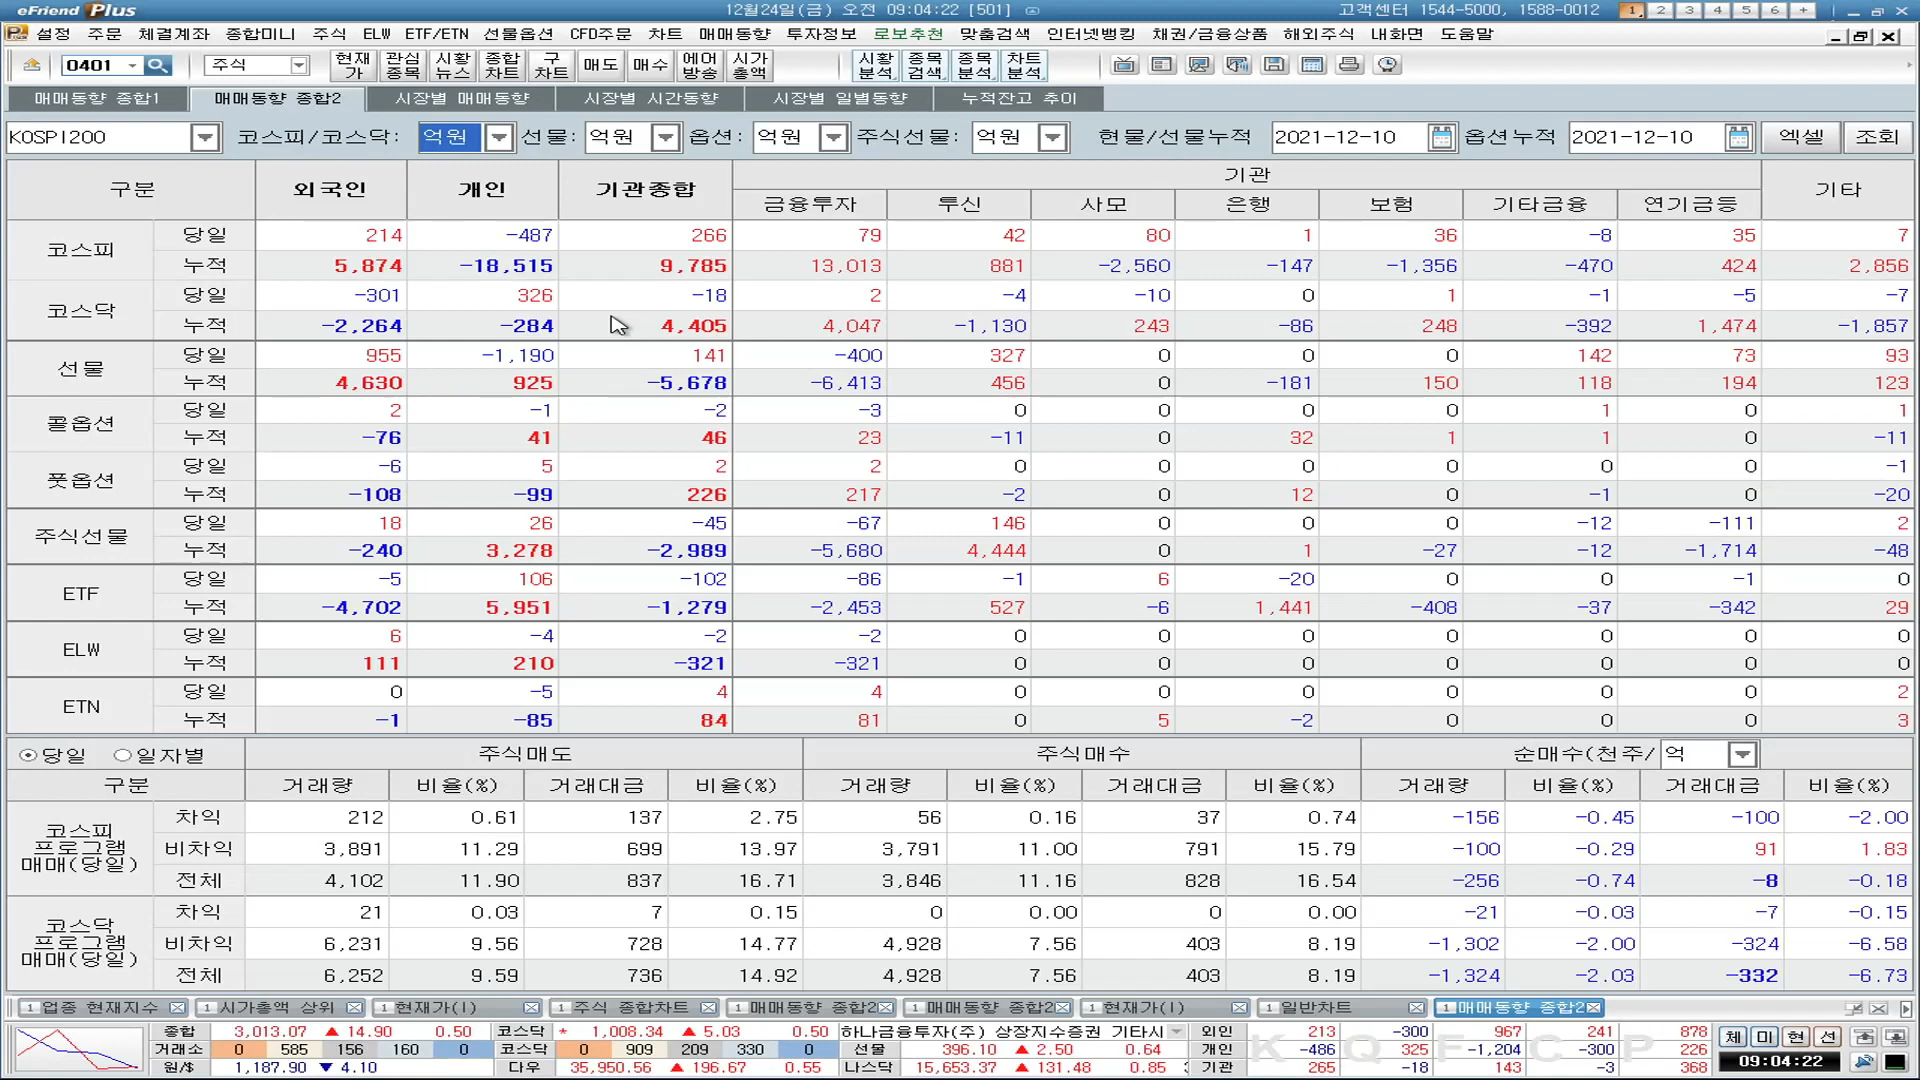 eFriend Plus 12월24일(금) 오전 09:04:22 [501] 고객센터 1544-5000, 1588-0012 1 2 3 4 5 6 +
설정 주문 체결계좌 종합미니 주식 ELW ETF/ETN 선물옵션 CFD주문 차트 매매동향 투자정보 로보추천 맞춤검색 인터넷뱅킹 채권/금융상품 해외주식 내화면 도움말
0401 주식 현재가 관심종목 시황뉴스 종합차트 구차트 매도 매수 에어방송 시가총액 시황분석 종목검색 종목분석 차트분석
매매동향 종합1 매매동향 종합2 시장별 매매동향 시장별 시간동향 시장별 일별동향 누적잔고 추이
KOSPI200 코스피/코스닥: 억원 선물: 억원 옵션: 억원 주식선물: 억원 현물/선물누적 2021-12-10 옵션누적 2021-12-10 엑셀 조회
구분 외국인 개인 기관종합 기관 기타
금융투자 투신 사모 은행 보험 기타금융 연기금등
코스피 당일 214 -487 266 79 42 80 1 36 -8 35 7
누적 5,874 -18,515 9,785 13,013 881 -2,560 -147 -1,356 -470 424 2,856
코스닥 당일 -301 326 -18 2 -4 -10 0 1 -1 -5 -7
누적 -2,264 -284 4,405 4,047 -1,130 243 -86 248 -392 1,474 -1,857
선물 당일 955 -1,190 141 -400 327 0 0 0 142 73 93
누적 4,630 925 -5,678 -6,413 456 0 -181 150 118 194 123
콜옵션 당일 2 -1 -2 -3 0 0 0 0 1 0 1
누적 -76 41 46 23 -11 0 32 1 1 0 -11
풋옵션 당일 -6 5 2 2 0 0 0 0 0 0 -1
누적 -108 -99 226 217 -2 0 12 0 -1 0 -20
주식선물 당일 18 26 -45 -67 146 0 0 0 -12 -111 2
누적 -240 3,278 -2,989 -5,680 4,444 0 1 -27 -12 -1,714 -48
ETF 당일 -5 106 -102 -86 -1 6 -20 0 0 -1 0
누적 -4,702 5,951 -1,279 -2,453 527 -6 1,441 -408 -37 -342 29
ELW 당일 6 -4 -2 -2 0 0 0 0 0 0 0
누적 111 210 -321 -321 0 0 0 0 0 0 0
ETN 당일 0 -5 4 4 0 0 0 0 0 0 2
누적 -1 -85 84 81 0 5 -2 0 0 0 3
당일 일자별 주식매도 주식매수 순매수(천주/ 억
구분 거래량 비율(%) 거래대금 비율(%) 거래량 비율(%) 거래대금 비율(%) 거래량 비율(%) 거래대금 비율(%)
코스피 프로그램 매매(당일) 차익 212 0.61 137 2.75 56 0.16 37 0.74 -156 -0.45 -100 -2.00
비차익 3,891 11.29 699 13.97 3,791 11.00 791 15.79 -100 -0.29 91 1.83
전체 4,102 11.90 837 16.71 3,846 11.16 828 16.54 -256 -0.74 -8 -0.18
코스닥 프로그램 매매(당일) 차익 21 0.03 7 0.15 0 0.00 0 0.00 -21 -0.03 -7 -0.15
비차익 6,231 9.56 728 14.77 4,928 7.56 403 8.19 -1,302 -2.00 -324 -6.58
전체 6,252 9.59 736 14.92 4,928 7.56 403 8.19 -1,324 -2.03 -332 -6.73
1 업종 현재지수 1 시가총액 상위 1 현재가(I) 1 주식 종합차트 1 매매동향 종합2 1 매매동향 종합2 1 현재가(I) 1 일반차트 1 매매동향 종합2
종합 3,013.07 ▲ 14.90 0.50 코스닥 * 1,008.34 ▲ 5.03 0.50 하나금융투자(주) 상장지수증권 기타시 외인 213 -300 967 241 878 체 미 현 선
거래소 0 585 156 160 0 코스닥 0 909 209 330 0 선물 396.10 ▲ 2.50 0.64 개인 -486 325 -1,204 -300 226 K Q F C P
원/$ 1,187.90 ▼ 4.10 다우 35,950.56 ▲ 196.67 0.55 나스닥 15,653.37 ▲ 131.48 0.85 기관 265 -18 143 -3 368 09:04:22